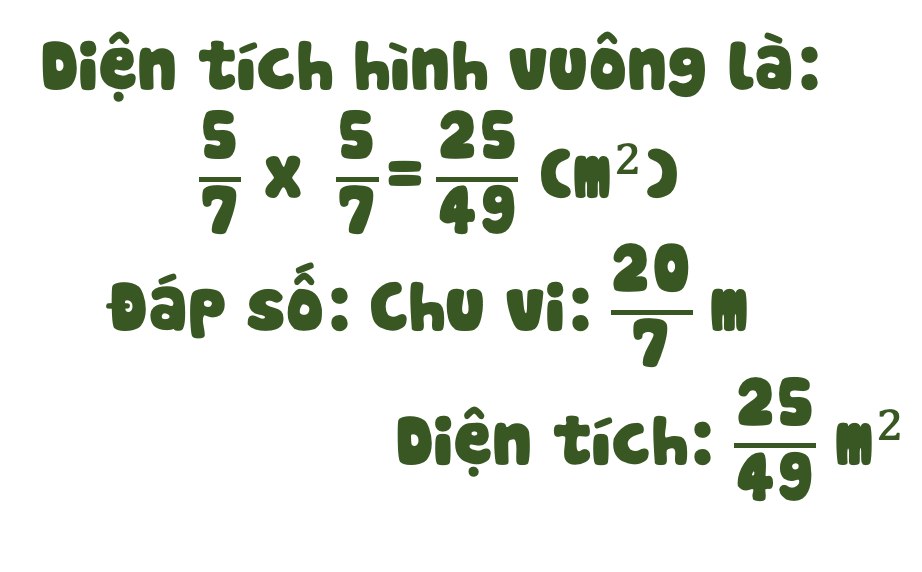 Diện tích hình vuông là:
5/7 x 5/7 = 25/49 (m²)
Đáp số: Chu vi: 20/7 m
Diện tích: 25/49 m²